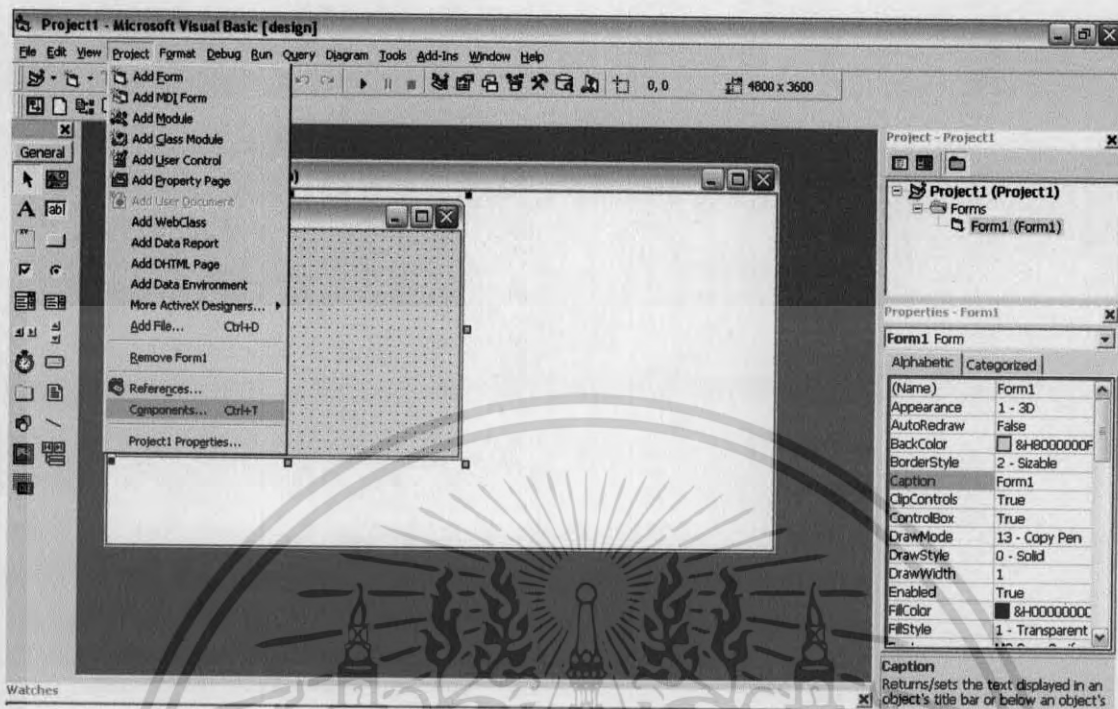 Project1 - Microsoft Visual Basic [design]
File Edit View Project Format Debug Run Query Diagram Tools Add-Ins Window Help
0, 0
4800 x 3600
Add Form
Add MDI Form
Add Module
Add Class Module
Add User Control
Add Property Page
Add User Document
Add WebClass
Add Data Report
Add DHTML Page
Add Data Environment
More ActiveX Designers...
Add File... Ctrl+D
Remove Form1
References...
Components... Ctrl+T
Project1 Properties...
General
A ab
Project - Project1
Project1 (Project1)
Forms
Form1 (Form1)
Properties - Form1
Form1 Form
Alphabetic Categorized
(Name) Form1
Appearance 1 - 3D
AutoRedraw False
BackColor &H8000000F
BorderStyle 2 - Sizable
Caption Form1
ClipControls True
ControlBox True
DrawMode 13 - Copy Pen
DrawStyle 0 - Solid
DrawWidth 1
Enabled True
FillColor &H0000000C
FillStyle 1 - Transparent
Caption
Returns/sets the text displayed in an
object's title bar or below an object's
Watches